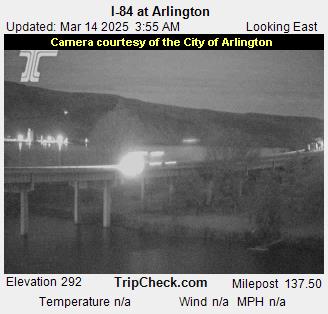 I-84 at Arlington
Updated: Mar 14 2025 3:55 AM Looking East
Camera courtesy of the City of Arlington
Elevation 292 TripCheck.com Milepost 137.50
Temperature n/a Wind n/a MPH n/a